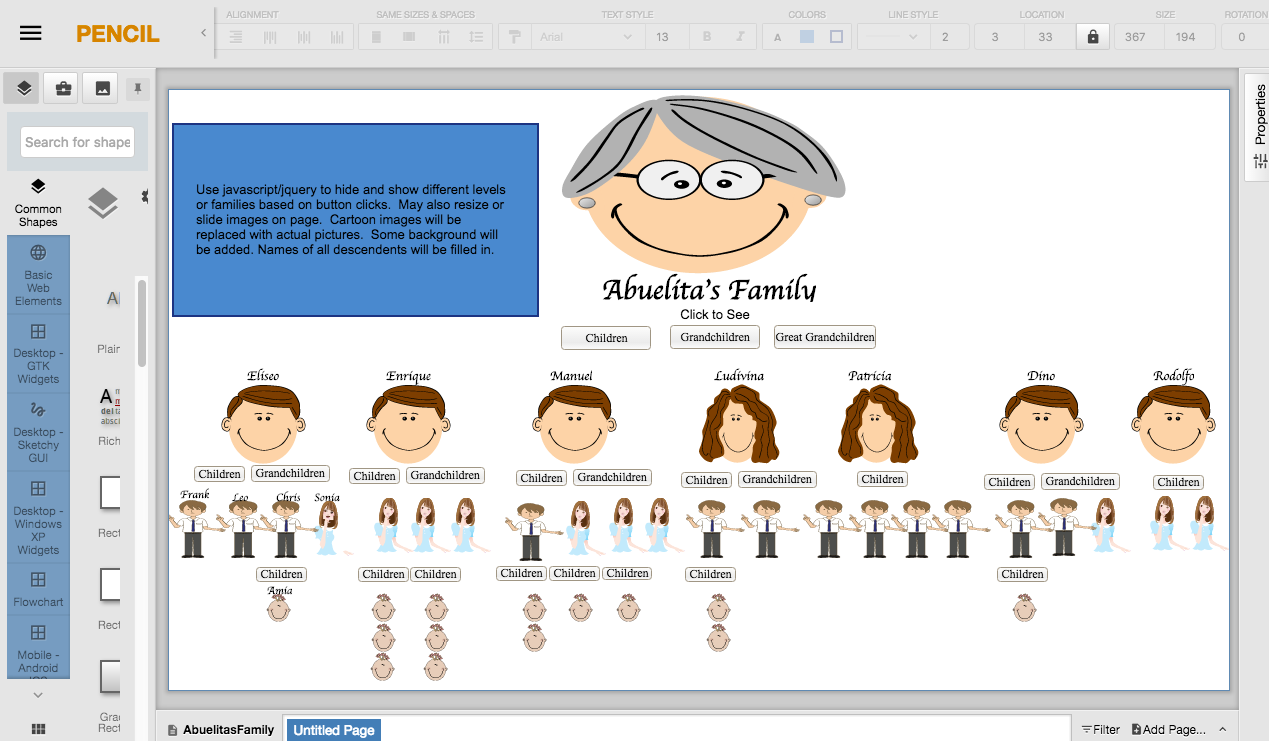 ALIGNMENT
SAME SIZES & SPACES
TEXT STYLE
COLORS
LINE STYLE
LOCATION
SIZE
ROTATION
PENCIL
Arial
13
B
I
A
2
3
33
367
194
0
Search for shape
Common
Shapes
Basic
Web
Elements
Desktop -
GTK
Widgets
Desktop -
Sketchy
GUI
Desktop -
Windows
XP
Widgets
Flowchart
Mobile -
Android
Plain
Rich
Rect
Rect
Grad
Rect
Properties
Use javascript/jquery to hide and show different levels
or families based on button clicks.  May also resize or
slide images on page.  Cartoon images will be
replaced with actual pictures.  Some background will
be added. Names of all descendents will be filled in.
Abuelita's Family
Click to See
Children Grandchildren Great Grandchildren
Eliseo Enrique Manuel Ludivina Patricia Dino Rodolfo
Children Grandchildren Children Grandchildren Children Grandchildren Children Grandchildren Children Children Grandchildren Children
Frank Leo Chris Sonia
Children Children Children Children Children Children Children Children
Amia
AbuelitasFamily
Untitled Page
Filter
Add Page...